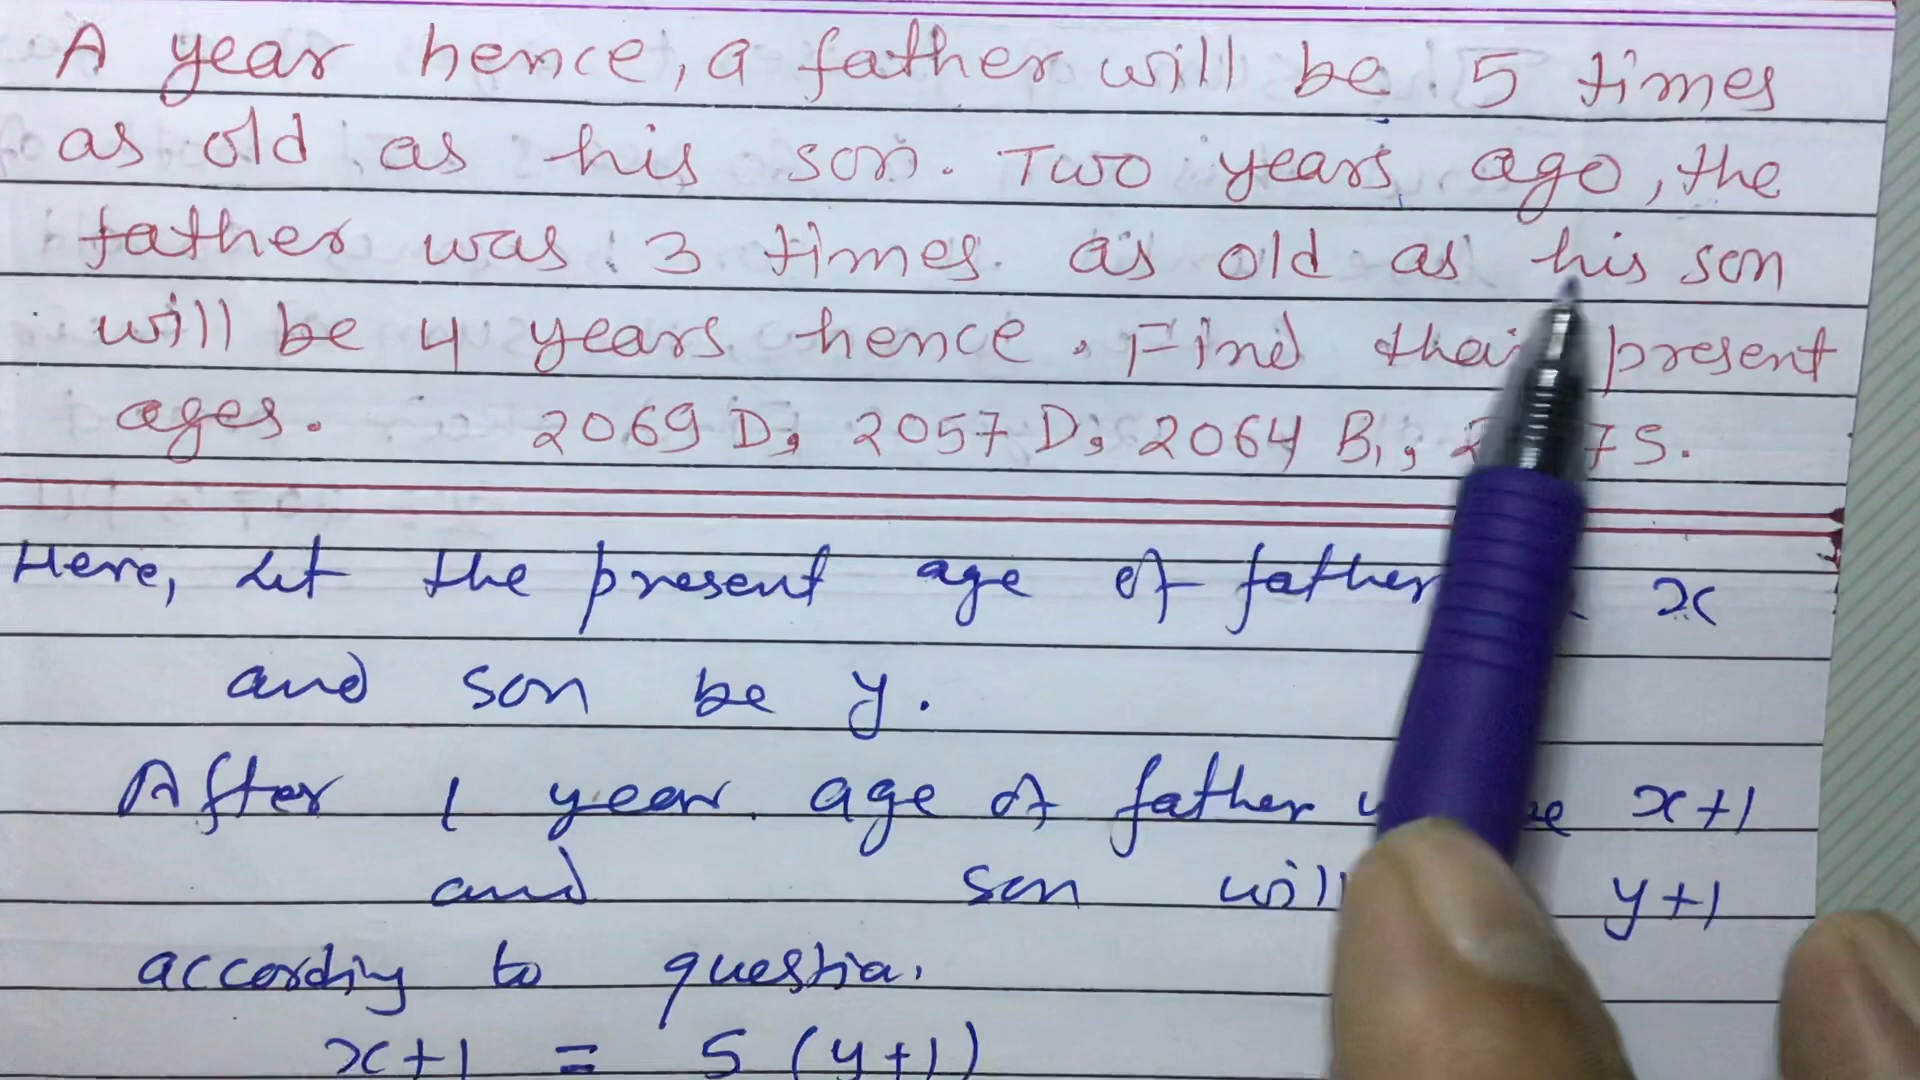 A year hence, a father will be 5 times
as old as his son. Two years ago, the
father was 3 times as old as his son
will be 4 years hence. Find their present
ages. 2069 D, 2057 D, 2064 B, S.
Here, Let the present age of father x
and son be y.
After 1 year age of father x+1
and son will y+1
according to question.
x+1 = 5 (y+1)